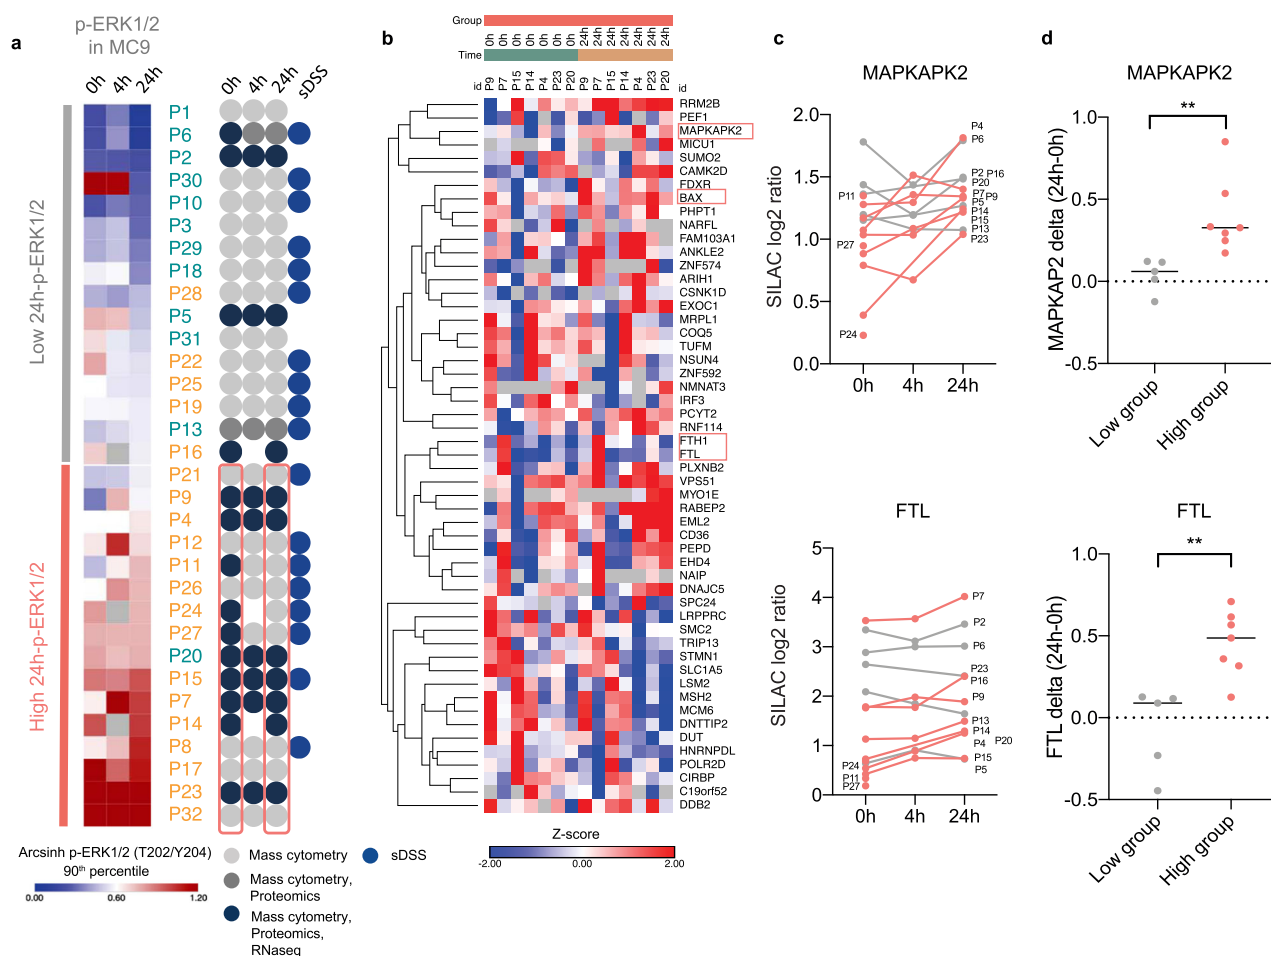 a
p-ERK1/2
in MC9
0h
4h
24h
0h
4h
24h
sDSS
Low 24h-p-ERK1/2
High 24h-p-ERK1/2
P1
P6
P2
P30
P10
P3
P29
P18
P28
P5
P31
P22
P25
P19
P13
P16
P21
P9
P4
P12
P11
P26
P24
P27
P20
P15
P7
P14
P8
P17
P23
P32
Arcsinh p-ERK1/2 (T202/Y204)
90th percentile
0.00 0.60 1.20
Mass cytometry
sDSS
Mass cytometry,
Proteomics
Mass cytometry,
Proteomics,
RNAseq
b
Group
0h 0h 0h 0h 0h 0h 0h 24h 24h 24h 24h 24h 24h 24h
Time
id P9 P7 P15 P14 P4 P23 P20 P9 P7 P15 P14 P4 P23 P20 id
RRM2B
PEF1
MAPKAPK2
MICU1
SUMO2
CAMK2D
FDXR
BAX
PHPT1
NARFL
FAM103A1
ANKLE2
ZNF574
ARIH1
CSNK1D
EXOC1
MRPL1
COQ5
TUFM
NSUN4
ZNF592
NMNAT3
IRF3
PCYT2
RNF114
FTH1
FTL
PLXNB2
VPS51
MYO1E
RABEP2
EML2
CD36
PEPD
EHD4
NAIP
DNAJC5
SPC24
LRPPRC
SMC2
TRIP13
STMN1
SLC1A5
LSM2
MSH2
MCM6
DNTTIP2
DUT
HNRNPDL
POLR2D
CIRBP
C19orf52
DDB2
Z-score
-2.00 0.00 2.00
c
MAPKAPK2
SILAC log2 ratio
2.0
1.5
1.0
0.5
0.0
0h 4h 24h
P11
P27
P24
P4
P6
P2 P16
P20
P7 P9
P5
P14
P15
P13
P23
FTL
SILAC log2 ratio
5
4
3
2
1
0
0h 4h 24h
P24
P11
P27
P7
P2
P6
P23
P16
P9
P13
P14
P4 P20
P15
P5
d
MAPKAPK2
MAPKAP2 delta (24h-0h)
1.0
0.5
0.0
-0.5
**
Low group
High group
FTL
FTL delta (24h-0h)
1.0
0.5
0.0
-0.5
**
Low group
High group